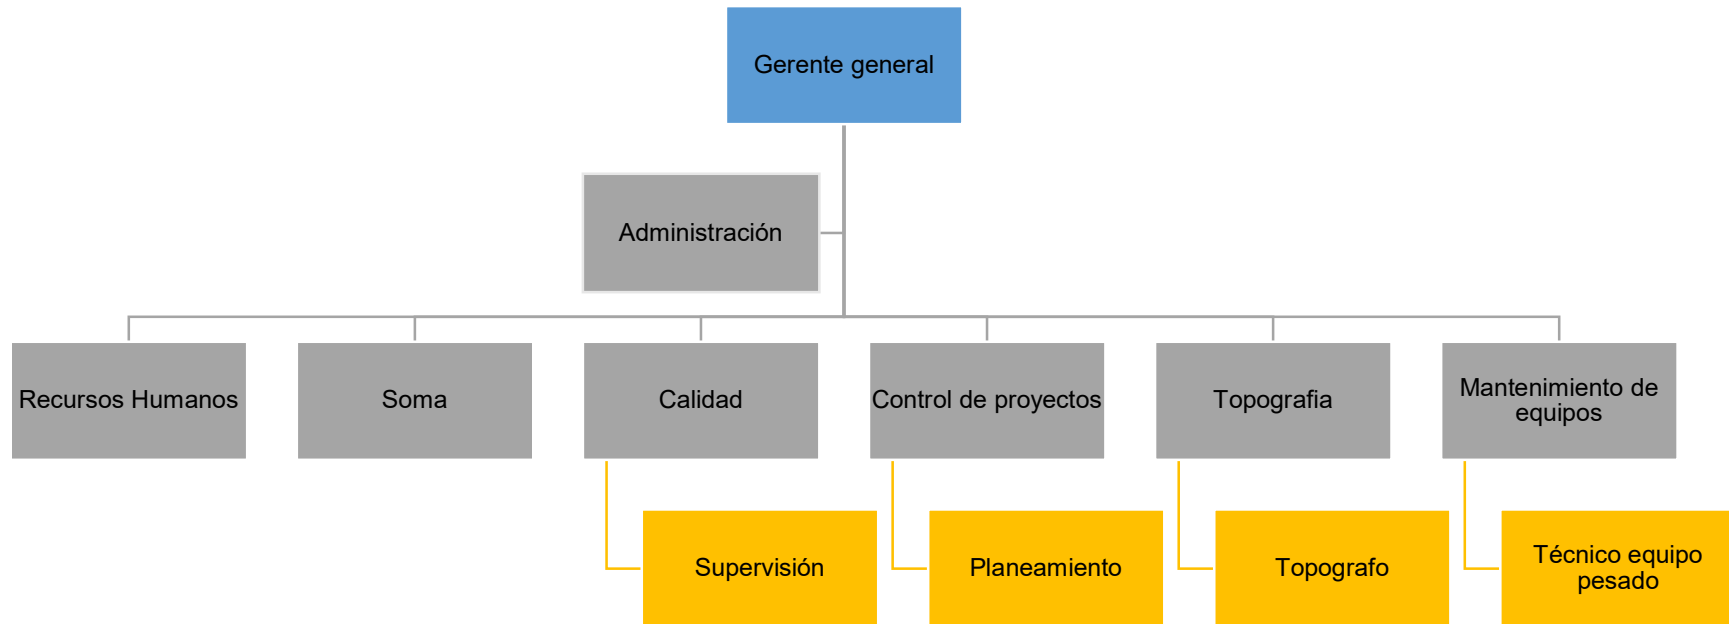 Gerente general
Administración
Recursos Humanos
Soma
Calidad
Control de proyectos
Topografia
Mantenimiento de
equipos
Supervisión
Planeamiento
Topografo
Técnico equipo
pesado